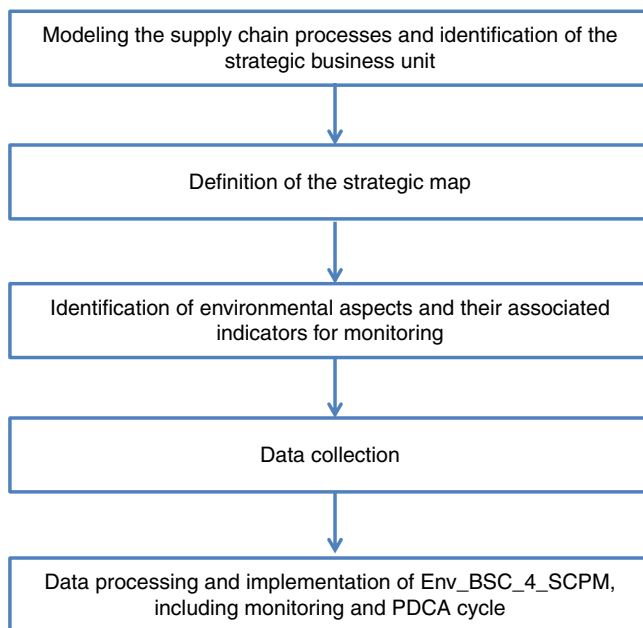 Modeling the supply chain processes and identification of the
strategic business unit
Definition of the strategic map
Identification of environmental aspects and their associated
indicators for monitoring
Data collection
Data processing and implementation of Env_BSC_4_SCPM,
including monitoring and PDCA cycle